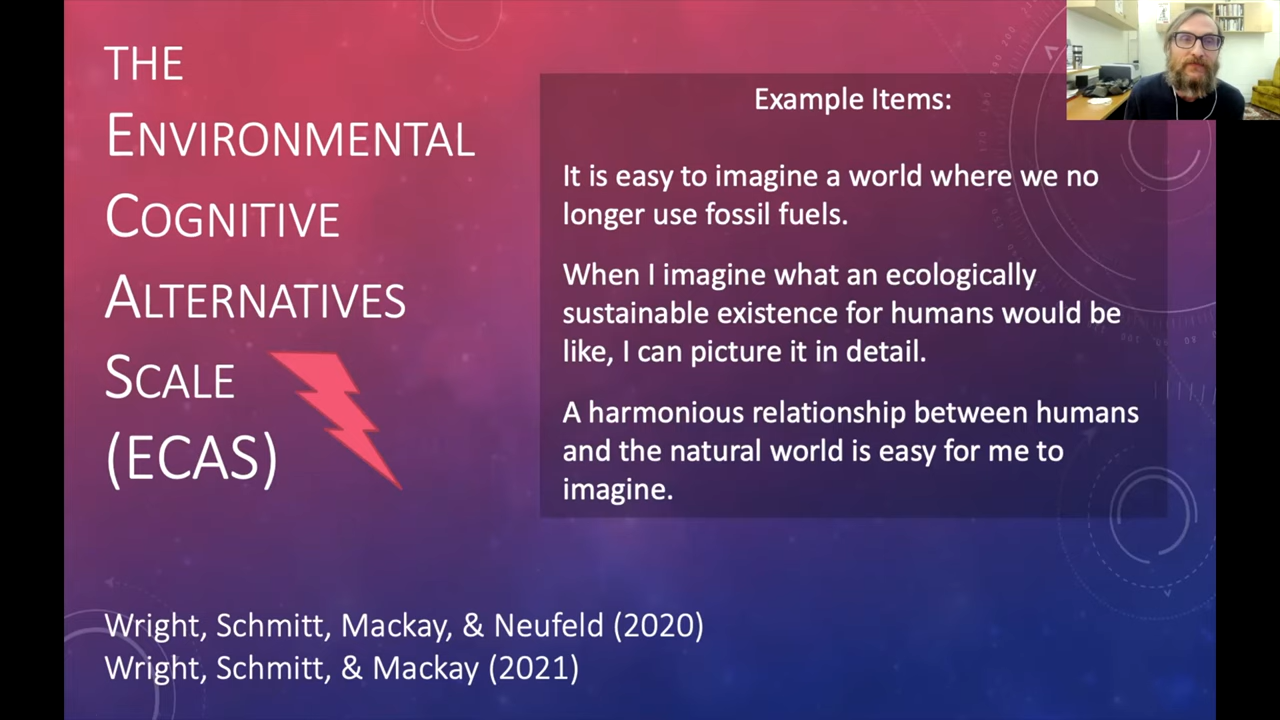 THE
ENVIRONMENTAL
COGNITIVE
ALTERNATIVES
SCALE
(ECAS)
Example Items:
It is easy to imagine a world where we no
longer use fossil fuels.
When I imagine what an ecologically
sustainable existence for humans would be
like, I can picture it in detail.
A harmonious relationship between humans
and the natural world is easy for me to
imagine.
Wright, Schmitt, Mackay, & Neufeld (2020)
Wright, Schmitt, & Mackay (2021)